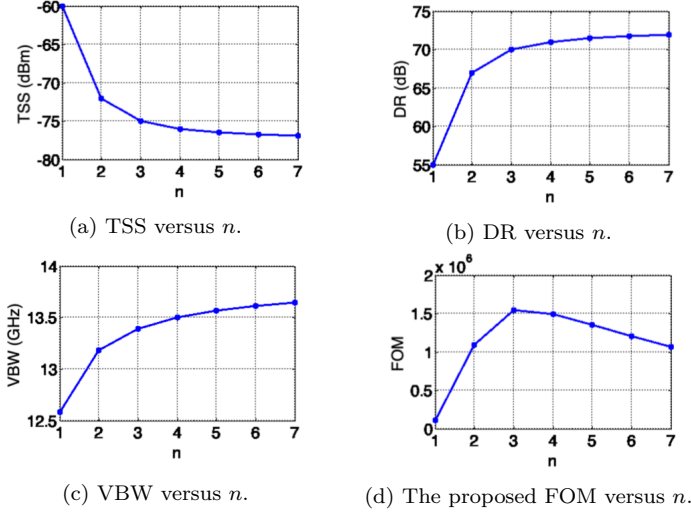 -60
-65
-70
-75
-80
TSS (dBm)
1 2 3 4 5 6 7
n
(a) TSS versus n.
75
70
65
60
55
DR (dB)
1 2 3 4 5 6 7
n
(b) DR versus n.
14
13.5
13
12.5
VBW (GHz)
1 2 3 4 5 6 7
n
(c) VBW versus n.
x 10^6
2
1.5
1
0.5
0
FOM
1 2 3 4 5 6 7
n
(d) The proposed FOM versus n.